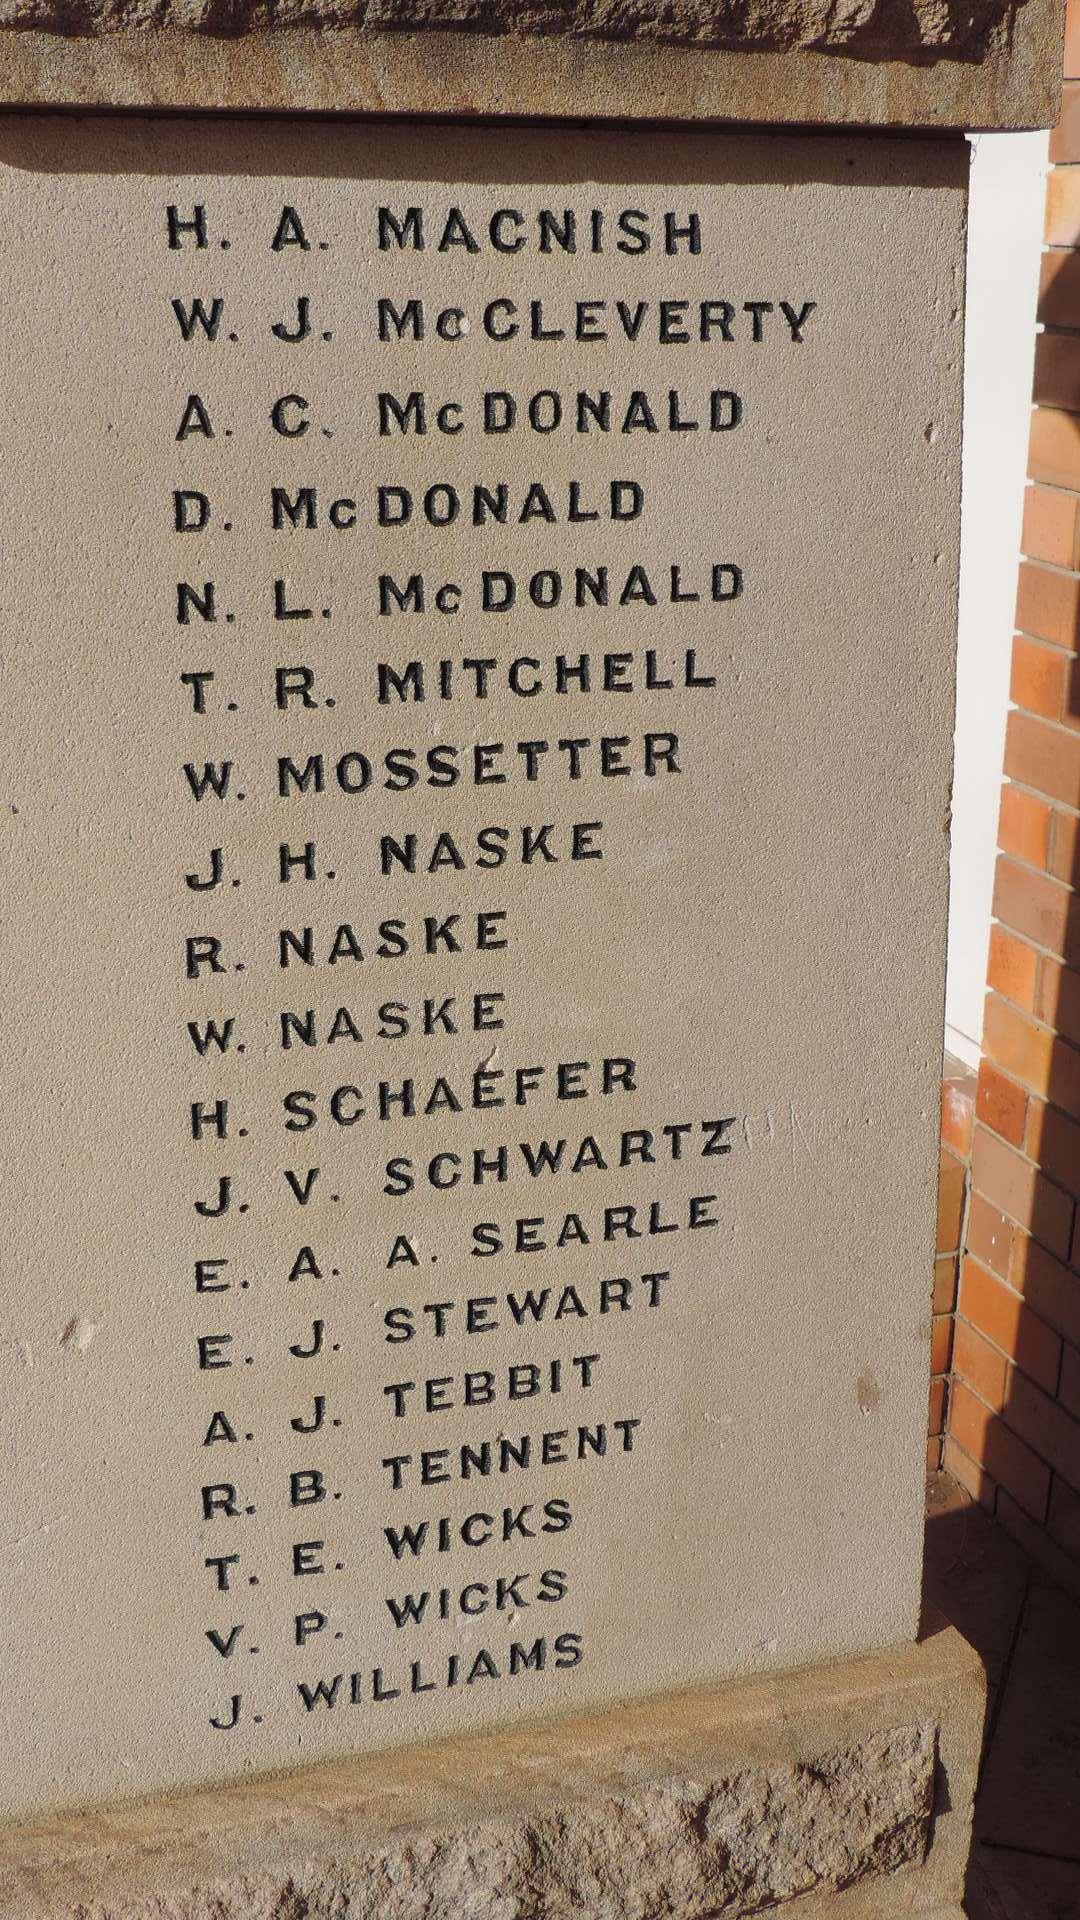 H. A. MACNISH
W. J. McCLEVERTY
A. C. McDONALD
D. McDONALD
N. L. McDONALD
T. R. MITCHELL
W. MOSSETTER
J. H. NASKE
R. NASKE
W. NASKE
H. SCHAEFER
J. V. SCHWARTZ
E. A. A. SEARLE
E. J. STEWART
A. J. TEBBIT
R. B. TENNENT
T. E. WICKS
V. P. WICKS
J. WILLIAMS